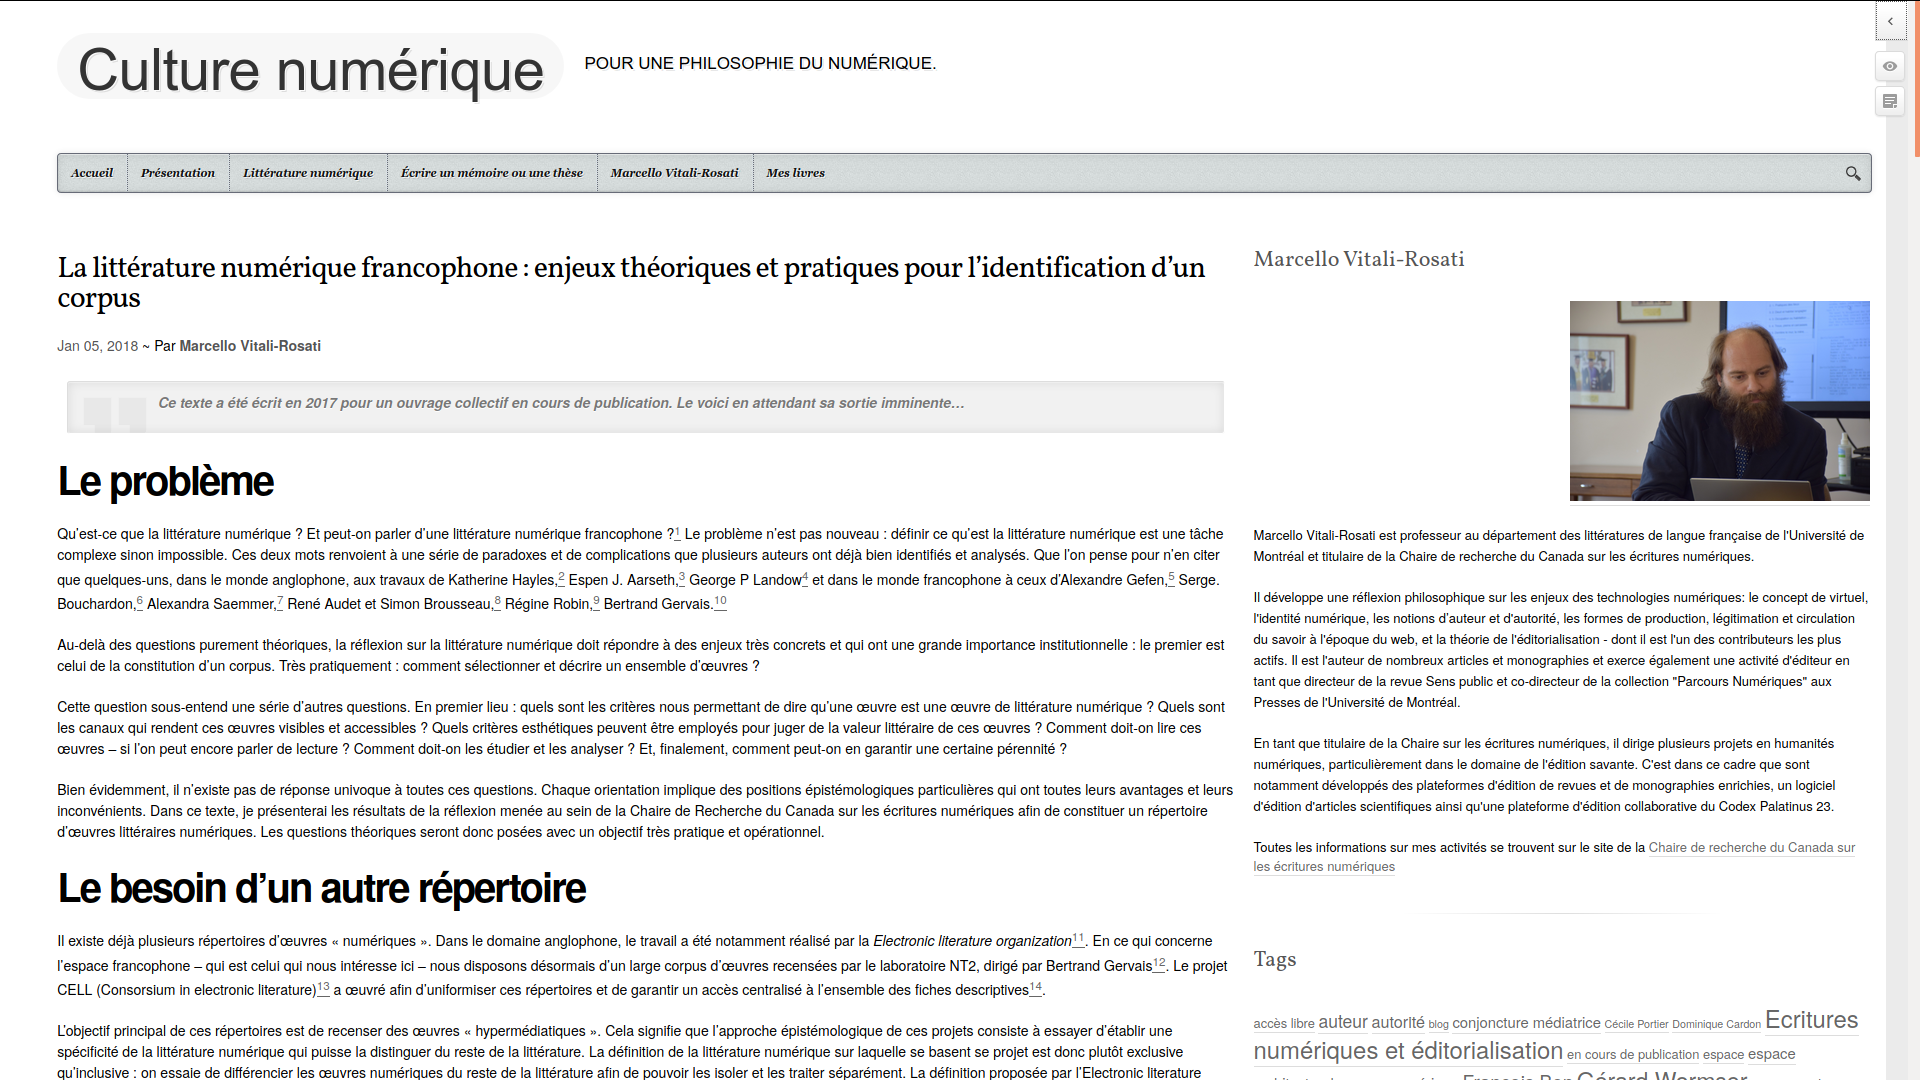 Culture numérique
POUR UNE PHILOSOPHIE DU NUMÉRIQUE.
Accueil
Présentation
Littérature numérique
Écrire un mémoire ou une thèse
Marcello Vitali-Rosati
Mes livres
La littérature numérique francophone : enjeux théoriques et pratiques pour l’identification d’un
corpus
Jan 05, 2018 ~ Par Marcello Vitali-Rosati
Ce texte a été écrit en 2017 pour un ouvrage collectif en cours de publication. Le voici en attendant sa sortie imminente…
Le problème
Qu’est-ce que la littérature numérique ? Et peut-on parler d’une littérature numérique francophone ?1 Le problème n’est pas nouveau : définir ce qu’est la littérature numérique est une tâche
complexe sinon impossible. Ces deux mots renvoient à une série de paradoxes et de complications que plusieurs auteurs ont déjà bien identifiés et analysés. Que l’on pense pour n’en citer
que quelques-uns, dans le monde anglophone, aux travaux de Katherine Hayles,2 Espen J. Aarseth,3 George P Landow4 et dans le monde francophone à ceux d’Alexandre Gefen,5 Serge.
Bouchardon,6 Alexandra Saemmer,7 René Audet et Simon Brousseau,8 Régine Robin,9 Bertrand Gervais.10
Au-delà des questions purement théoriques, la réflexion sur la littérature numérique doit répondre à des enjeux très concrets et qui ont une grande importance institutionnelle : le premier est
celui de la constitution d’un corpus. Très pratiquement : comment sélectionner et décrire un ensemble d’œuvres ?
Cette question sous-entend une série d’autres questions. En premier lieu : quels sont les critères nous permettant de dire qu’une œuvre est une œuvre de littérature numérique ? Quels sont
les canaux qui rendent ces œuvres visibles et accessibles ? Quels critères esthétiques peuvent être employés pour juger de la valeur littéraire de ces œuvres ? Comment doit-on lire ces
œuvres – si l’on peut encore parler de lecture ? Comment doit-on les étudier et les analyser ? Et, finalement, comment peut-on en garantir une certaine pérennité ?
Bien évidemment, il n’existe pas de réponse univoque à toutes ces questions. Chaque orientation implique des positions épistémologiques particulières qui ont toutes leurs avantages et leurs
inconvénients. Dans ce texte, je présenterai les résultats de la réflexion menée au sein de la Chaire de Recherche du Canada sur les écritures numériques afin de constituer un répertoire
d’œuvres littéraires numériques. Les questions théoriques seront donc posées avec un objectif très pratique et opérationnel.
Le besoin d’un autre répertoire
Il existe déjà plusieurs répertoires d’œuvres « numériques ». Dans le domaine anglophone, le travail a été notamment réalisé par la Electronic literature organization11. En ce qui concerne
l’espace francophone – qui est celui qui nous intéresse ici – nous disposons désormais d’un large corpus d’œuvres recensées par le laboratoire NT2, dirigé par Bertrand Gervais12. Le projet
CELL (Consorsium in electronic literature)13 a œuvré afin d’uniformiser ces répertoires et de garantir un accès centralisé à l’ensemble des fiches descriptives14.
L’objectif principal de ces répertoires est de recenser des œuvres « hypermédiatiques ». Cela signifie que l’approche épistémologique de ces projets consiste à essayer d’établir une
spécificité de la littérature numérique qui puisse la distinguer du reste de la littérature. La définition de la littérature numérique sur laquelle se basent se projet est donc plutôt exclusive
qu’inclusive : on essaie de différencier les œuvres numériques du reste de la littérature afin de pouvoir les isoler et les traiter séparément. La définition proposée par l’Electronic literature
Marcello Vitali-Rosati
Marcello Vitali-Rosati est professeur au département des littératures de langue française de l'Université de
Montréal et titulaire de la Chaire de recherche du Canada sur les écritures numériques.
Il développe une réflexion philosophique sur les enjeux des technologies numériques: le concept de virtuel,
l'identité numérique, les notions d’auteur et d'autorité, les formes de production, légitimation et circulation
du savoir à l'époque du web, et la théorie de l'éditorialisation - dont il est l'un des contributeurs les plus
actifs. Il est l'auteur de nombreux articles et monographies et exerce également une activité d'éditeur en
tant que directeur de la revue Sens public et co-directeur de la collection "Parcours Numériques" aux
Presses de l'Université de Montréal.
En tant que titulaire de la Chaire sur les écritures numériques, il dirige plusieurs projets en humanités
numériques, particulièrement dans le domaine de l'édition savante. C'est dans ce cadre que sont
notamment développés des plateformes d'édition de revues et de monographies enrichies, un logiciel
d'édition d'articles scientifiques ainsi qu'une plateforme d'édition collaborative du Codex Palatinus 23.
Toutes les informations sur mes activités se trouvent sur le site de la Chaire de recherche du Canada sur
les écritures numériques
Tags
accès libre auteur autorité blog conjoncture médiatrice Cécile Portier Dominique Cardon Ecritures
numériques et éditorialisation en cours de publication espace espace
François Bon Gérard Wormser